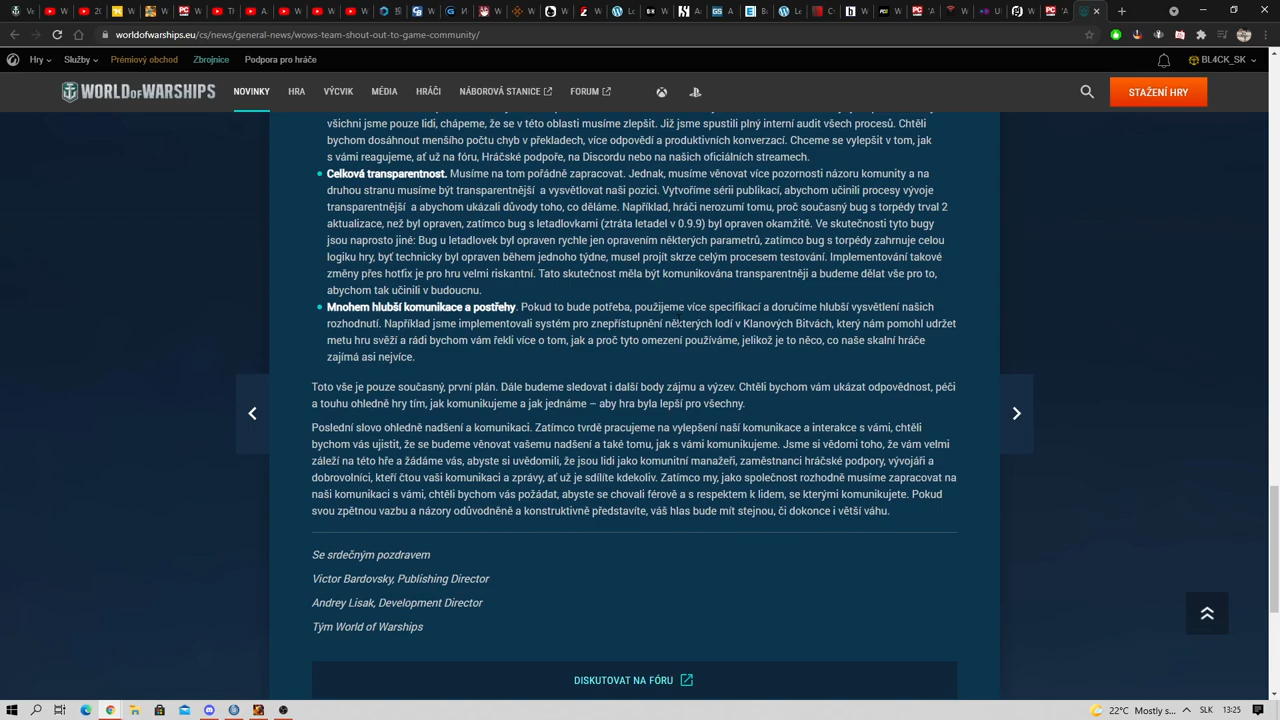 worldofwarships.eu/cs/news/general-news/wows-team-shout-out-to-game-community/
Hry
Služby
Prémiový obchod
Zbrojnice
Podpora pro hráče
BL4CK_SK
WORLD OF WARSHIPS
NOVINKY
HRA
VÝCVIK
MÉDIA
HRÁČI
NÁBOROVÁ STANICE
FORUM
STAŽENÍ HRY
všichni jsme pouze lidi, chápeme, že se v této oblasti musíme zlepšit. Již jsme spustili plný interní audit všech procesů. Chtěli
bychom dosáhnout menšího počtu chyb v překladech, více odpovědí a produktivních konverzací. Chceme se vylepšit v tom, jak
s vámi reagujeme, ať už na fóru, Hráčské podpoře, na Discordu nebo na našich oficiálních streamech.
Celková transparentnost. Musíme na tom pořádně zapracovat. Jednak, musíme věnovat více pozornosti názoru komunity a na
druhou stranu musíme být transparentnější a vysvětlovat naši pozici. Vytvoříme sérii publikací, abychom učinili procesy vývoje
transparentnější a abychom ukázali důvody toho, co děláme. Například, hráči nerozumí tomu, proč současný bug s torpédy trval 2
aktualizace, než byl opraven, zatímco bug s letadlovkami (ztráta letadel v 0.9.9) byl opraven okamžitě. Ve skutečnosti tyto bugy
jsou naprosto jiné: Bug u letadlovek byl opraven rychle jen opravením některých parametrů, zatímco bug s torpédy zahrnuje celou
logiku hry, byť technicky byl opraven během jednoho týdne, musel projít skrze celým procesem testování. Implementování takové
změny přes hotfix je pro hru velmi riskantní. Tato skutečnost měla být komunikována transparentněji a budeme dělat vše pro to,
abychom tak učinili v budoucnu.
Mnohem hlubší komunikace a postřehy. Pokud to bude potřeba, použijeme více specifikací a doručíme hlubší vysvětlení našich
rozhodnutí. Například jsme implementovali systém pro znepřístupnění některých lodí v Klanových Bitvách, který nám pomohl udržet
metu hru svěží a rádi bychom vám řekli více o tom, jak a proč tyto omezení používáme, jelikož je to něco, co naše skalní hráče
zajímá asi nejvíce.
Toto vše je pouze současný, první plán. Dále budeme sledovat i další body zájmu a výzev. Chtěli bychom vám ukázat odpovědnost, péči
a touhu ohledně hry tím, jak komunikujeme a jak jednáme – aby hra byla lepší pro všechny.
Poslední slovo ohledně nadšení a komunikaci. Zatímco tvrdě pracujeme na vylepšení naší komunikace a interakce s vámi, chtěli
bychom vás ujistit, že se budeme věnovat vašemu nadšení a také tomu, jak s vámi komunikujeme. Jsme si vědomi toho, že vám velmi
záleží na této hře a žádáme vás, abyste si uvědomili, že jsou lidi jako komunitní manažeři, zaměstnanci hráčské podpory, vývojáři a
dobrovolníci, kteří čtou vaši komunikaci a zprávy, ať už je sdílíte kdekoliv. Zatímco my, jako společnost rozhodně musíme zapracovat na
naší komunikaci s vámi, chtěli bychom vás požádat, abyste se chovali férově a s respektem k lidem, se kterými komunikujete. Pokud
svou zpětnou vazbu a názory odůvodněně a konstruktivně představíte, váš hlas bude mít stejnou, či dokonce i větší váhu.
Se srdečným pozdravem
Victor Bardovsky, Publishing Director
Andrey Lisak, Development Director
Tým World of Warships
DISKUTOVAT NA FÓRU
22°C Mostly s... SLK 13:25